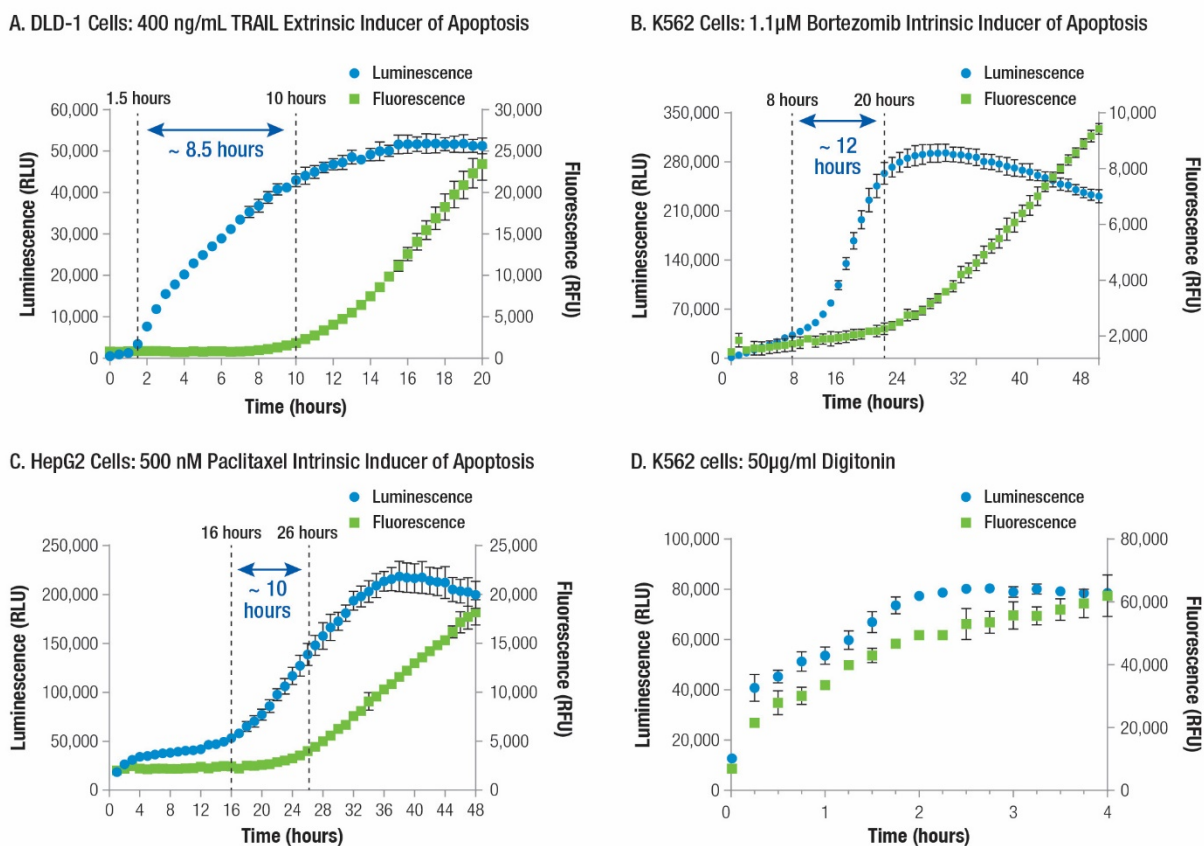 A. DLD-1 Cells: 400 ng/mL TRAIL Extrinsic Inducer of Apoptosis
Luminescence
Fluorescence
1.5 hours
10 hours
~ 8.5 hours
60,000
50,000
40,000
30,000
20,000
10,000
0
Luminescence (RLU)
30,000
25,000
20,000
15,000
10,000
5,000
0
Fluorescence (RFU)
0 2 4 6 8 10 12 14 16 18 20
Time (hours)
B. K562 Cells: 1.1µM Bortezomib Intrinsic Inducer of Apoptosis
Luminescence
Fluorescence
8 hours
20 hours
~ 12
hours
350,000
280,000
210,000
140,000
70,000
0
Luminescence (RLU)
10,000
8,000
6,000
4,000
2,000
Fluorescence (RFU)
0 8 16 24 32 40 48
Time (hours)
C. HepG2 Cells: 500 nM Paclitaxel Intrinsic Inducer of Apoptosis
Luminescence
Fluorescence
16 hours
26 hours
~ 10
hours
250,000
200,000
150,000
100,000
50,000
0
Luminescence (RLU)
25,000
20,000
15,000
10,000
5,000
0
Fluorescence (RFU)
0 4 8 12 16 20 24 28 32 36 40 44 48
Time (hours)
D. K562 cells: 50µg/ml Digitonin
Luminescence
Fluorescence
100,000
80,000
60,000
40,000
20,000
0
Luminescence (RLU)
80,000
60,000
40,000
20,000
0
Fluorescence (RFU)
0 1 2 3 4
Time (hours)